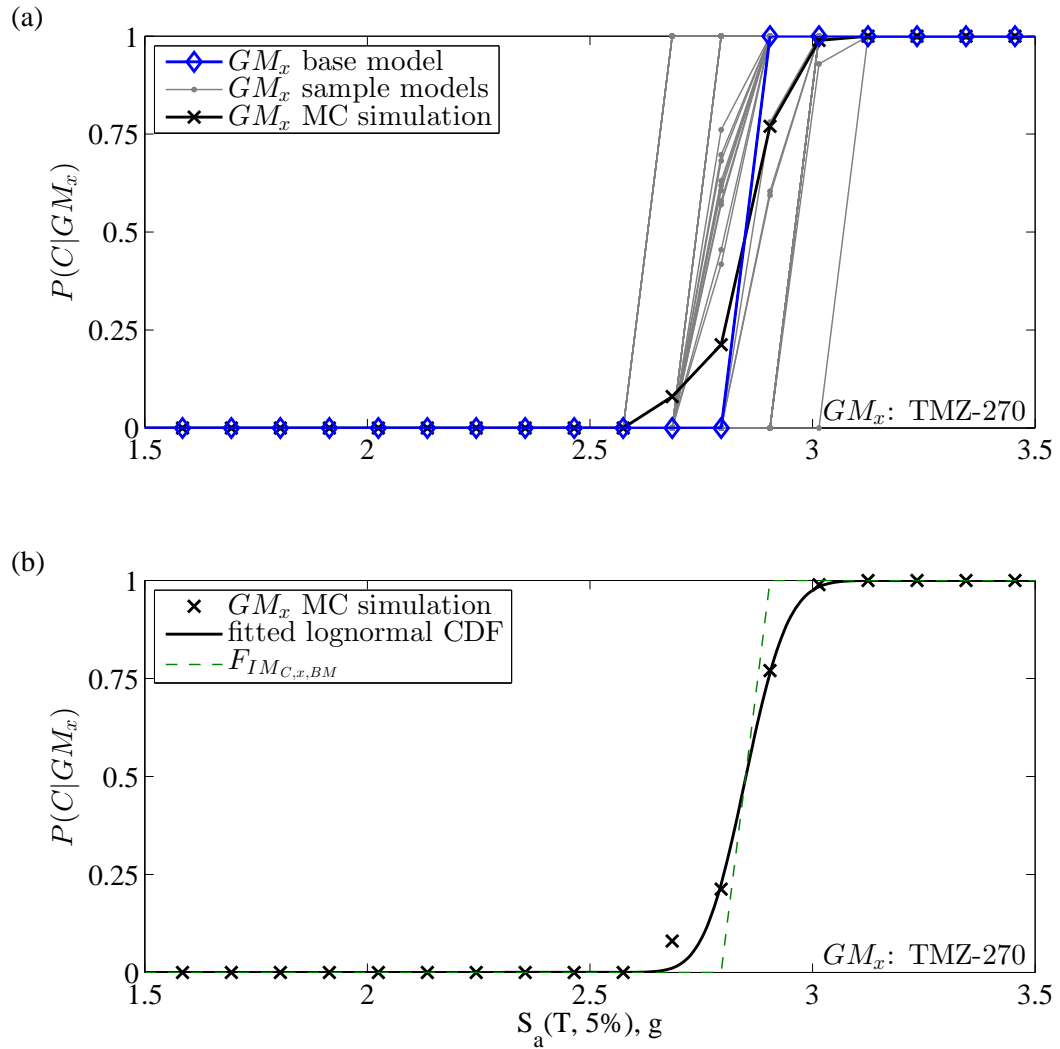 (a)
1
0.75
0.5
0.25
0
P(C|GM_x)
GM_x base model
GM_x sample models
GM_x MC simulation
GM_x: TMZ-270
1.5 2 2.5 3 3.5
(b)
1
0.75
0.5
0.25
0
P(C|GM_x)
GM_x MC simulation
fitted lognormal CDF
F_{IM_{C,x,BM}}
GM_x: TMZ-270
1.5 2 2.5 3 3.5
S_a(T, 5%), g